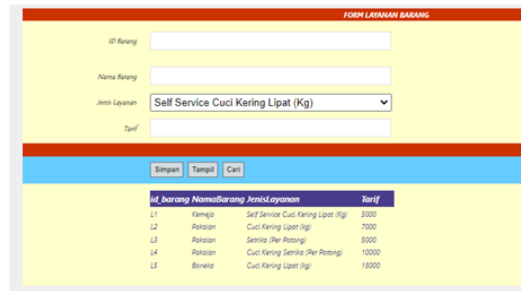 FORM LAYANAN BARANG
ID Barang
Nama Barang
Jenis Layanan Self Service Cuci Kering Lipat (Kg)
Tarif
Simpan Tampil Cari
id_barang NamaBarang JenisLayanan Tarif
L1 Kemeja Self Service Cuci Kering Lipat (Kg) 5000
L2 Pakaian Cuci Kering Lipat (kg) 7000
L3 Pakaian Setrika (Per Potong) 5000
L4 Pakaian Cuci Kering Setrika (Per Potong) 10000
L5 Boneka Cuci Kering Lipat (kg) 15000